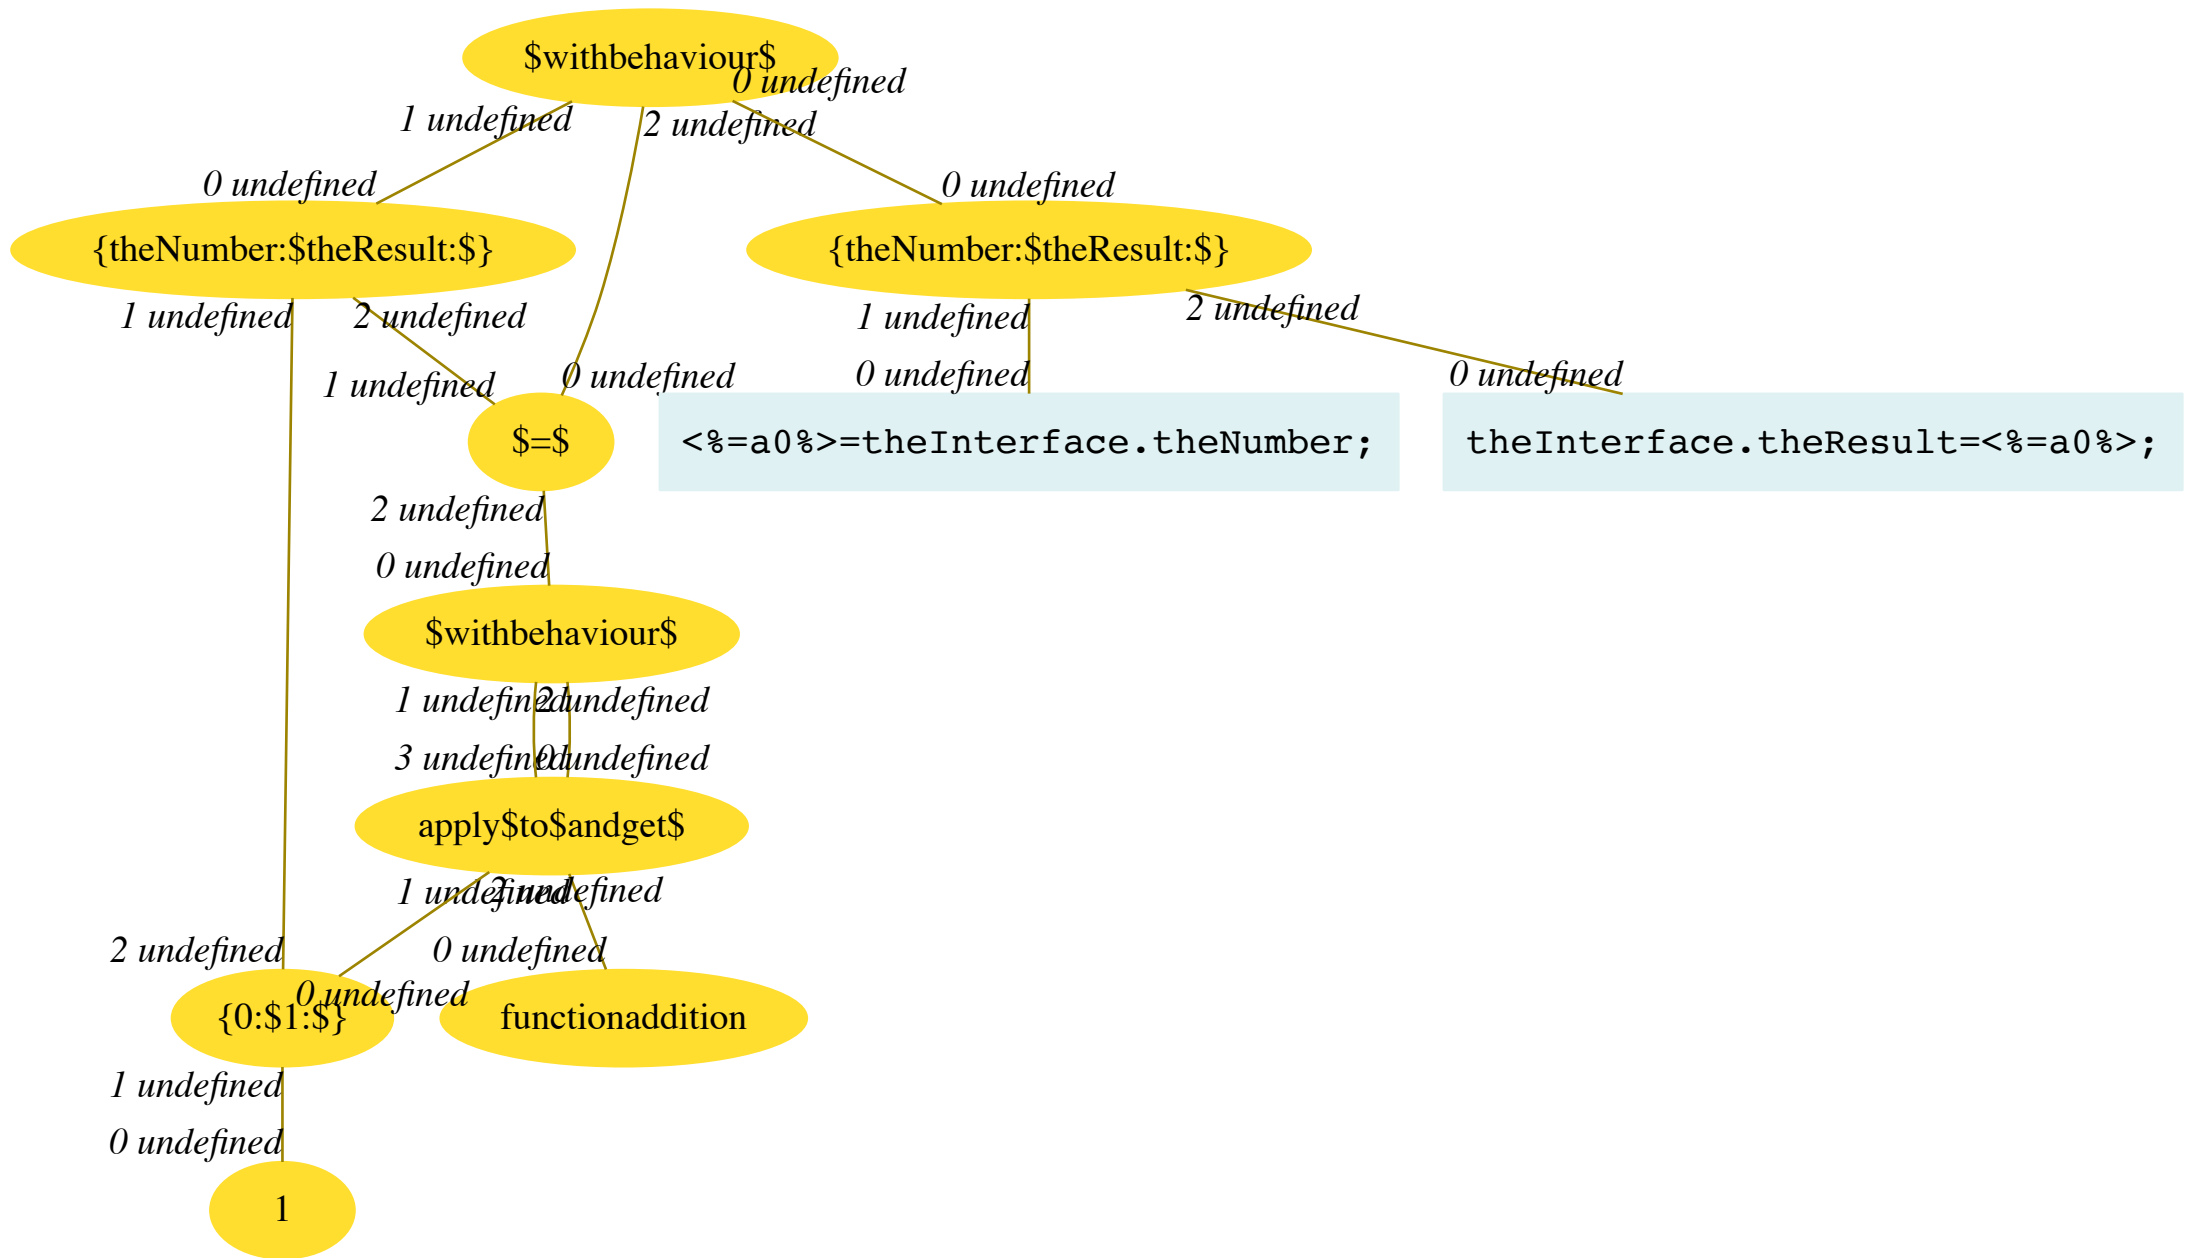 $withbehaviour$
0 undefined
1 undefined
2 undefined
0 undefined
0 undefined
{theNumber:$theResult:$}
{theNumber:$theResult:$}
1 undefined
2 undefined
1 undefined
2 undefined
1 undefined
0 undefined
0 undefined
0 undefined
$=$
<%=a0%>=theInterface.theNumber;
theInterface.theResult=<%=a0%>;
2 undefined
0 undefined
$withbehaviour$
1 undefined
2 undefined
3 undefined
0 undefined
apply$to$andget$
1 undefined
2 undefined
2 undefined
0 undefined
0 undefined
{0:$1:$}
functionaddition
1 undefined
0 undefined
1